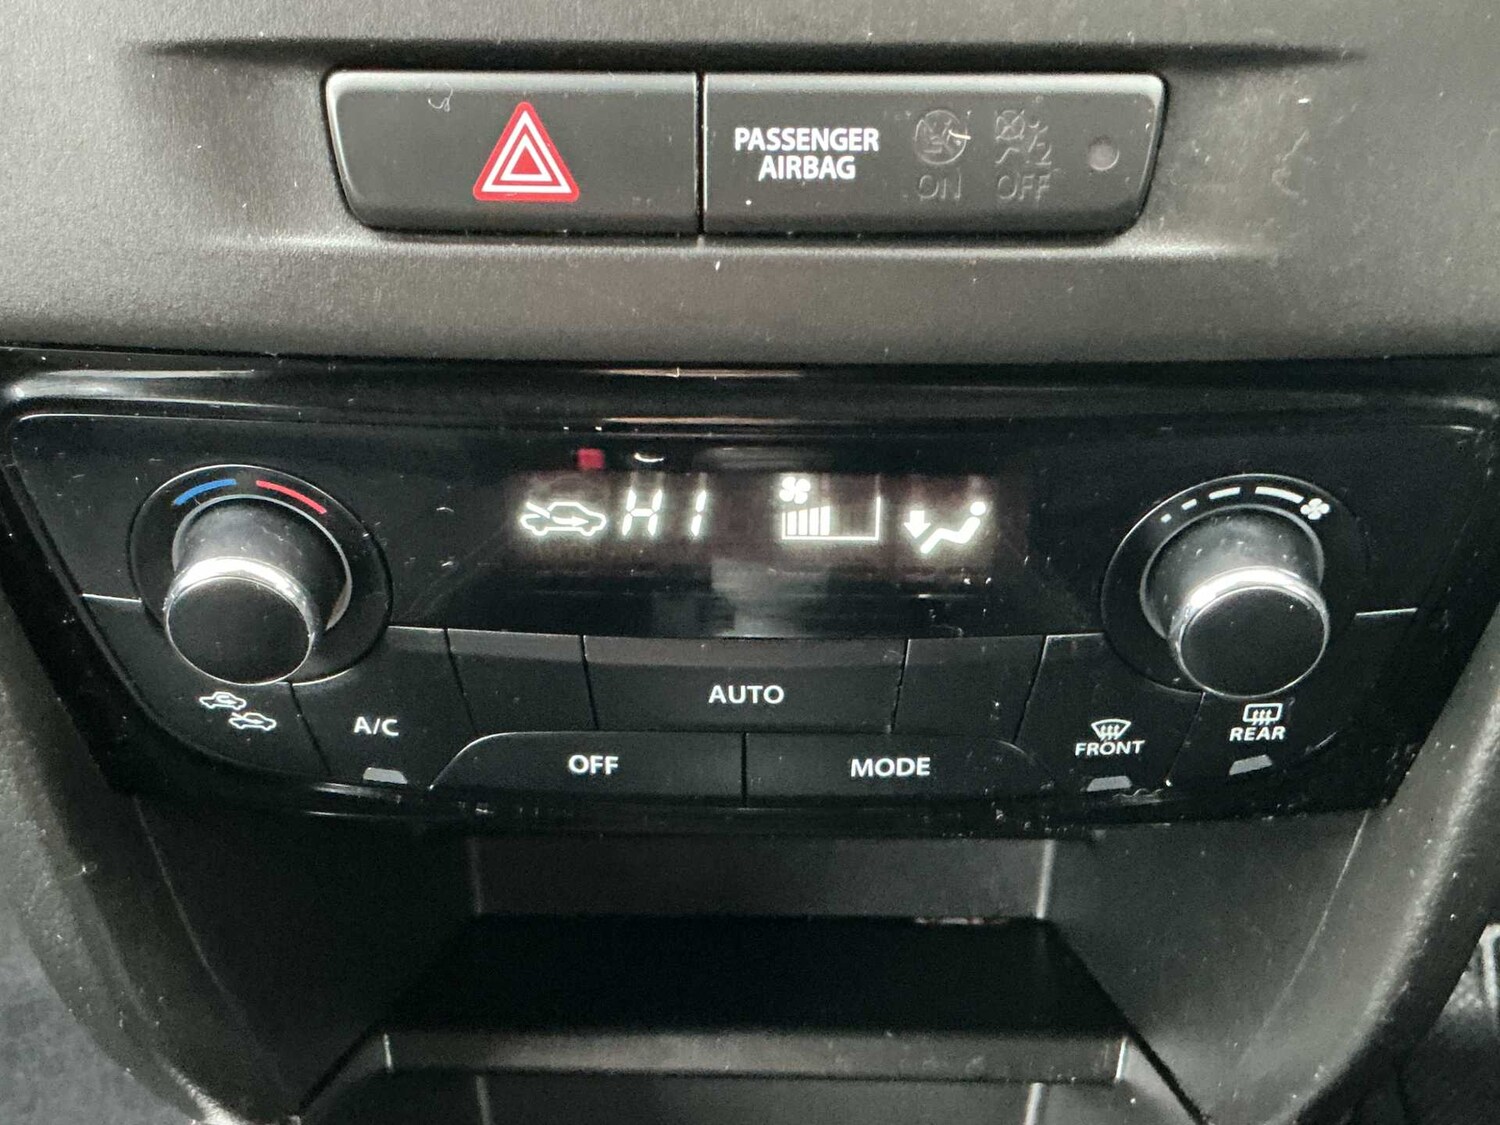 PASSENGER
AIRBAG
ON OFF
HI
AUTO
A/C
OFF
MODE
FRONT
REAR